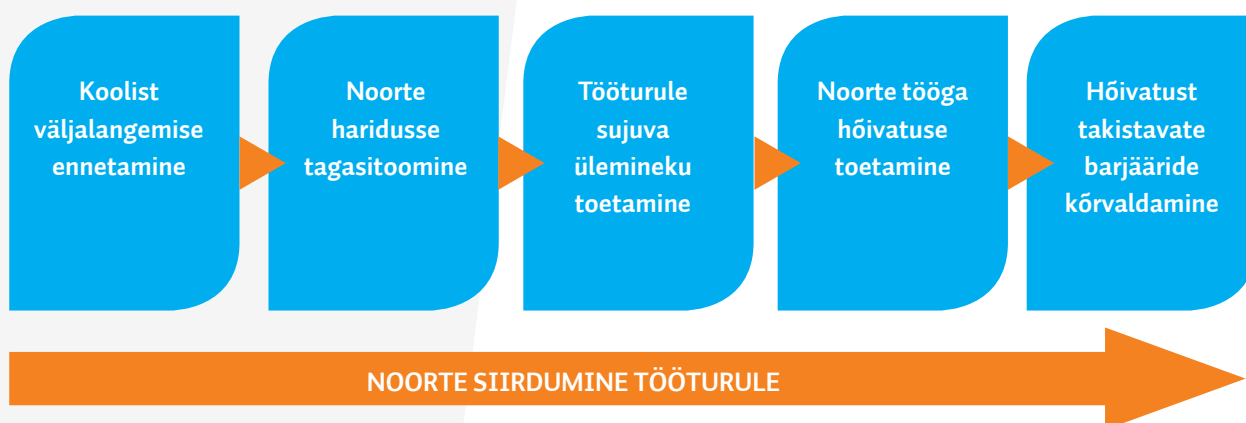 Koolist
väljalangemise
ennetamine
Noorte
haridusse
tagasitoomine
Tööturule
sujuva
ülemineku
toetamine
Noorte tööga
hõivatuse
toetamine
Hõivatust
takistavate
barjääride
kõrvaldamine
NOORTE SIIRDUMINE TÖÖTURULE